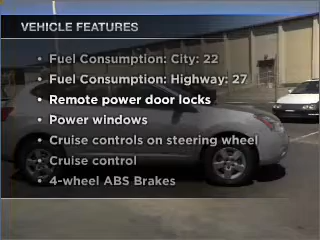 VEHICLE FEATURES
• Fuel Consumption: City: 22
• Fuel Consumption: Highway: 27
• Remote power door locks
• Power windows
• Cruise controls on steering wheel
• Cruise control
• 4-wheel ABS Brakes